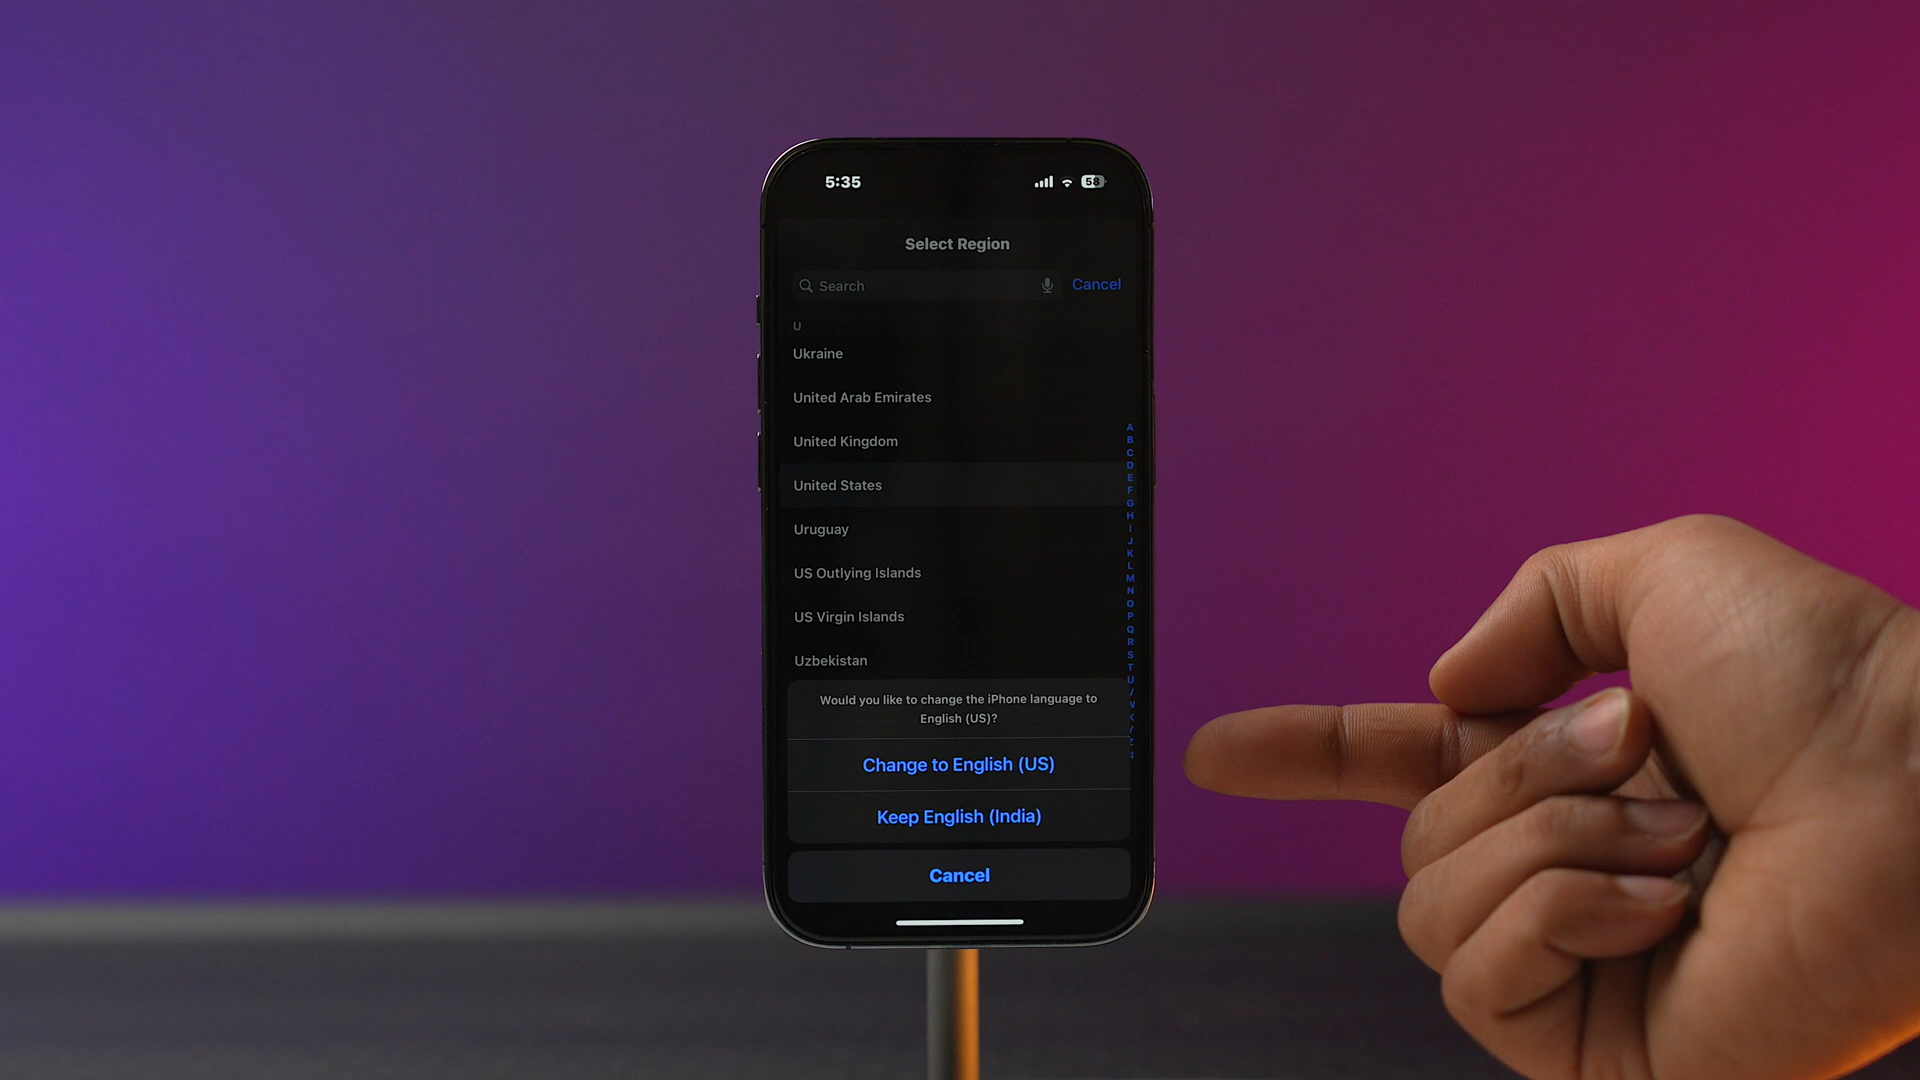 5:35
58
Select Region
Search
Cancel
U
Ukraine
United Arab Emirates
United Kingdom
United States
Uruguay
US Outlying Islands
US Virgin Islands
Uzbekistan
A
B
C
D
E
F
G
H
I
J
K
L
M
N
O
P
Q
R
S
T
U
V
W
X
Y
Z
#
Would you like to change the iPhone language to
English (US)?
Change to English (US)
Keep English (India)
Cancel